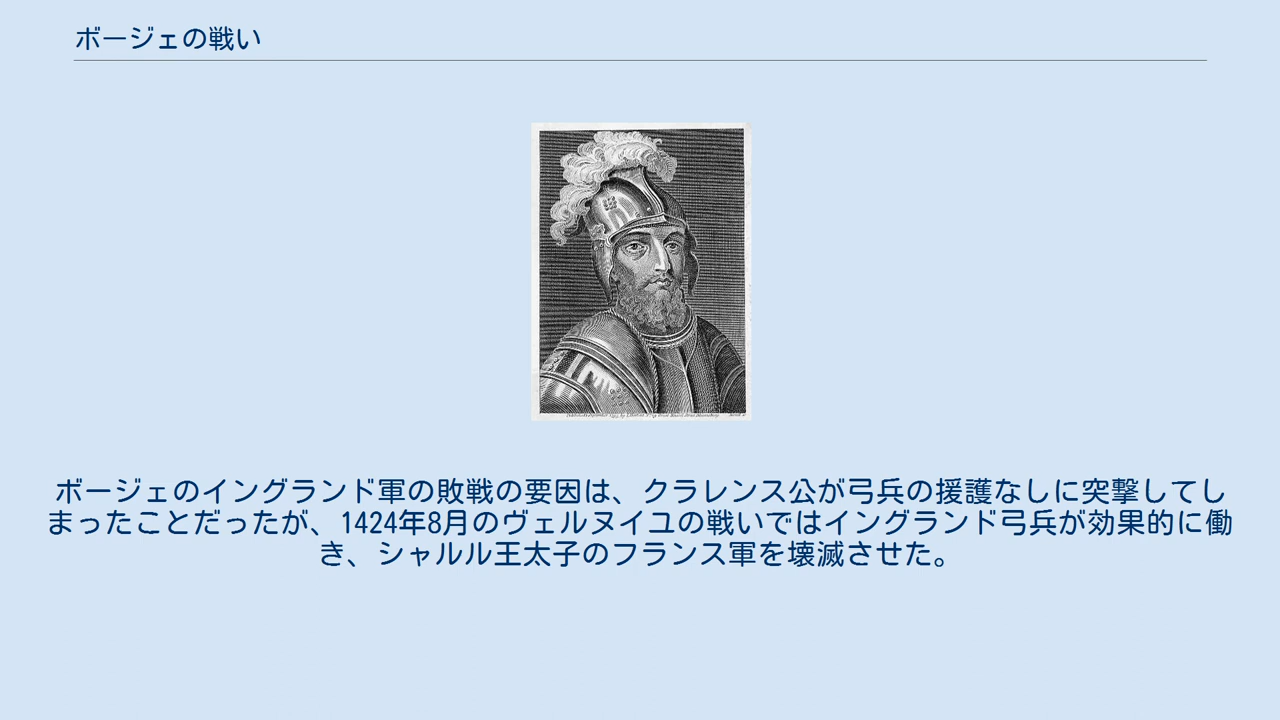 ボージェの戦い
ボージェのイングランド軍の敗戦の要因は、クラレンス公が弓兵の援護なしに突撃してし
まったことだったが、1424年8月のヴェルヌイユの戦いではイングランド弓兵が効果的に働
き、シャルル王太子のフランス軍を壊滅させた。